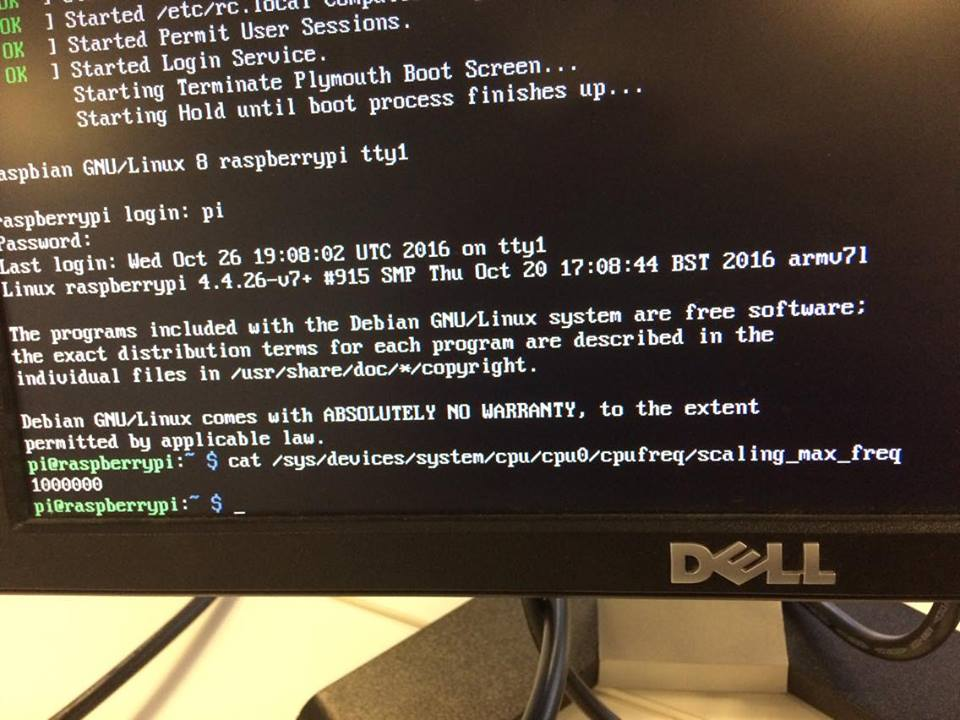 OK ] Started /etc/rc.local
OK ] Started Permit User Sessions.
OK ] Started Login Service.
Starting Terminate Plymouth Boot Screen...
Starting Hold until boot process finishes up...
aspbian GNU/Linux 8 raspberrypi tty1
raspberrypi login: pi
Password:
Last login: Wed Oct 26 19:08:02 UTC 2016 on tty1
Linux raspberrypi 4.4.26-v7+ #915 SMP Thu Oct 20 17:08:44 BST 2016 armv7l
The programs included with the Debian GNU/Linux system are free software;
the exact distribution terms for each program are described in the
individual files in /usr/share/doc/*/copyright.
Debian GNU/Linux comes with ABSOLUTELY NO WARRANTY, to the extent
permitted by applicable law.
pi@raspberrypi:~ $ cat /sys/devices/system/cpu/cpu0/cpufreq/scaling_max_freq
1000000
pi@raspberrypi:~ $ _
DELL